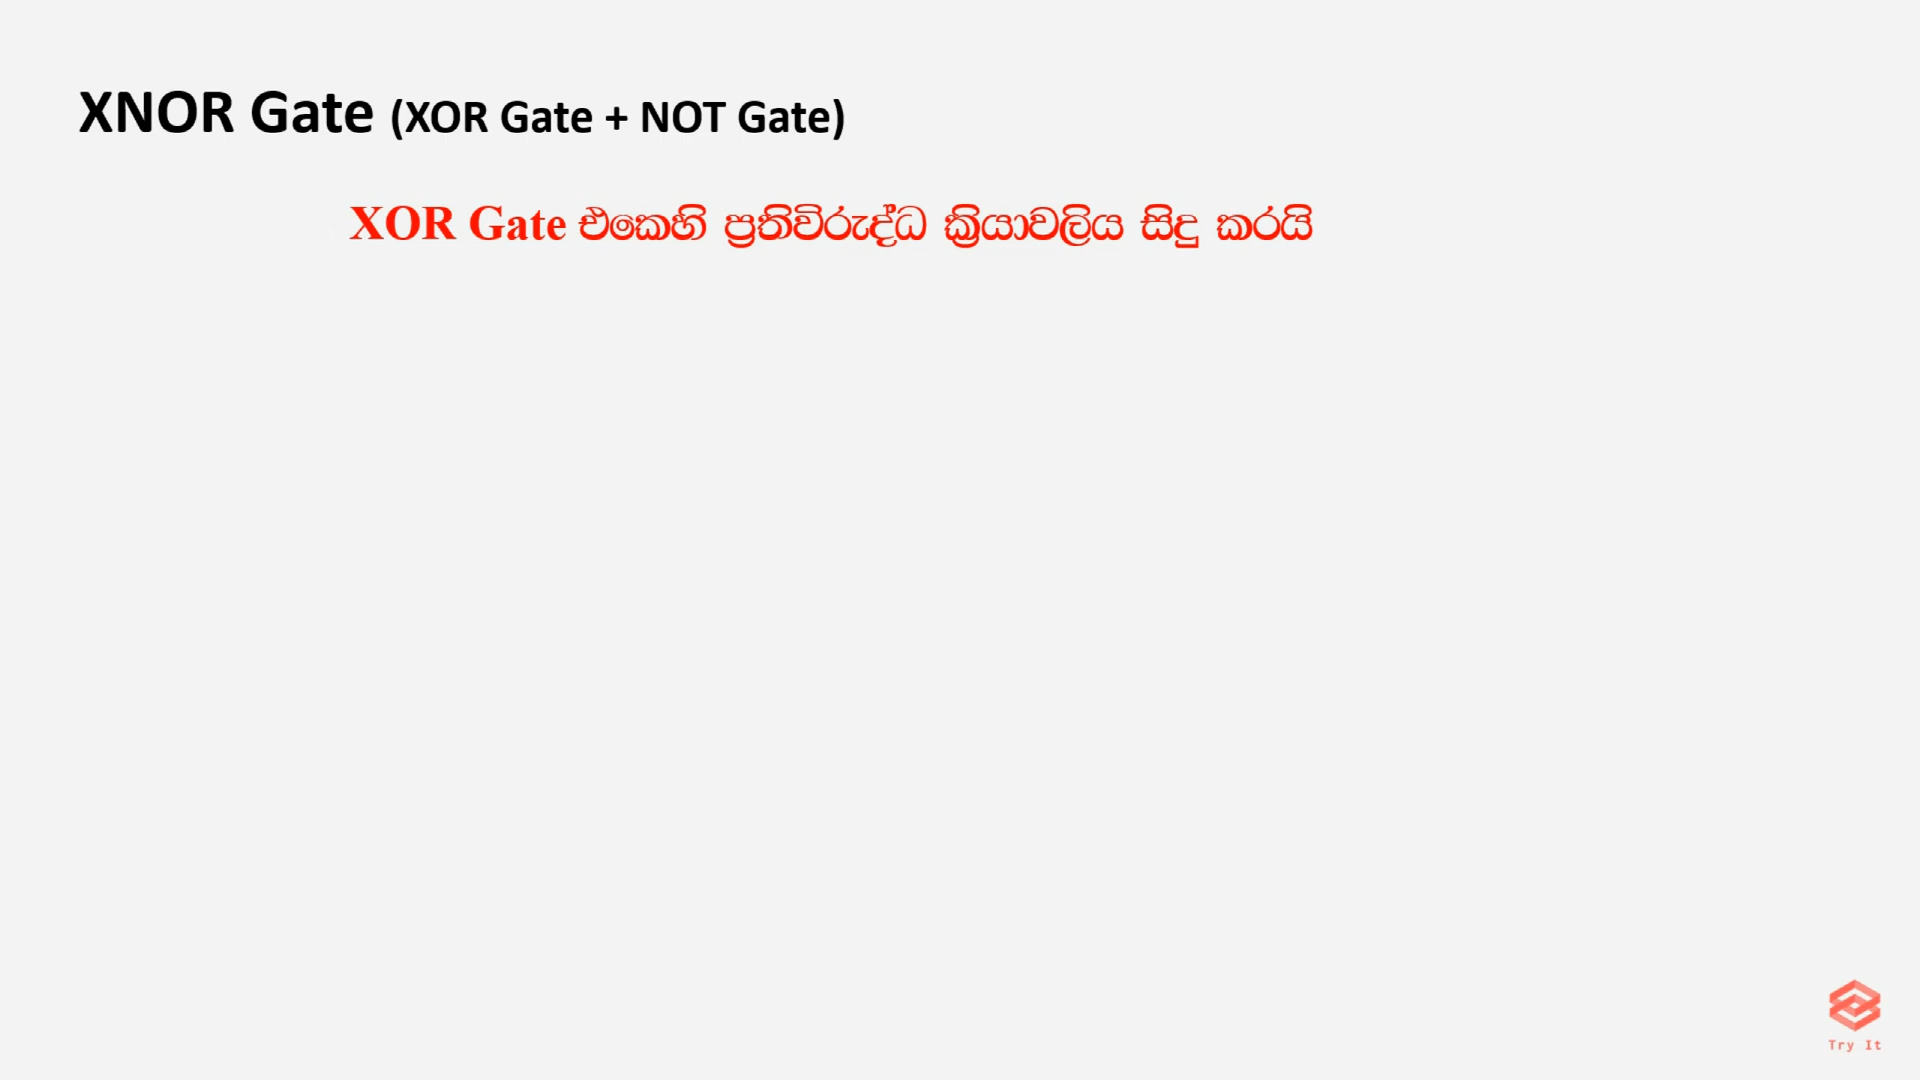 XNOR Gate (XOR Gate + NOT Gate)
XOR Gate එකෙහි ප්‍රතිවිරුද්ධ ක්‍රියාවලිය සිදු කරයි
Try It